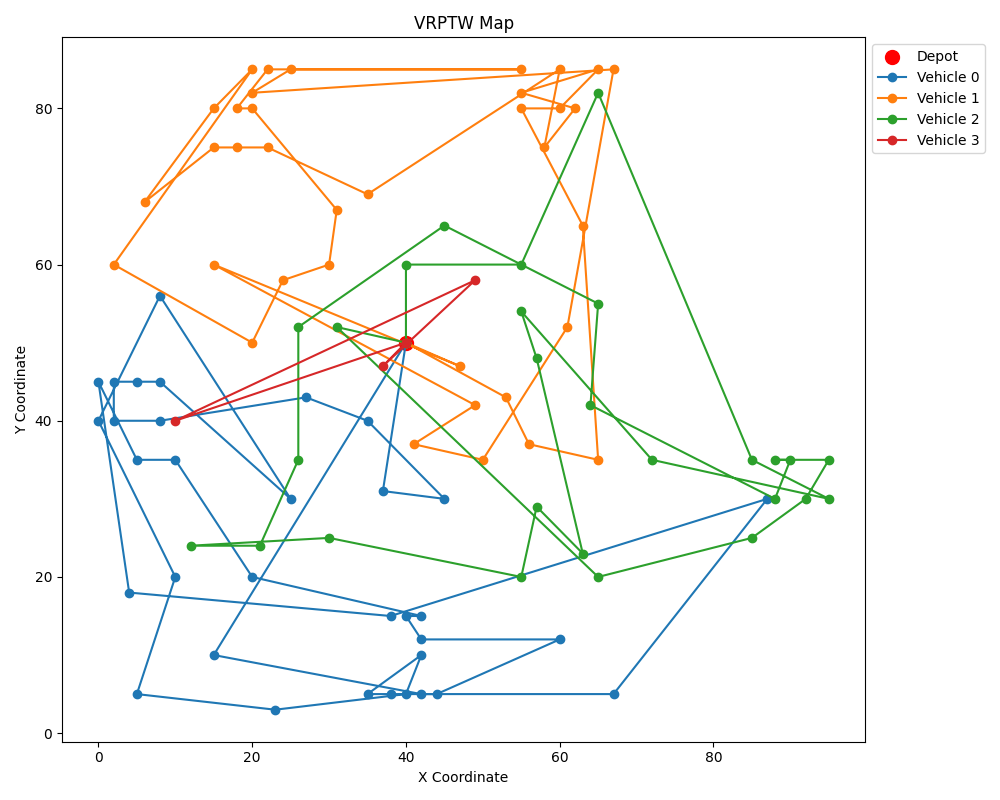 VRPTW Map
Depot
Vehicle 0
Vehicle 1
Vehicle 2
Vehicle 3
Y Coordinate
80
60
40
20
0
0
20
40
60
80
X Coordinate